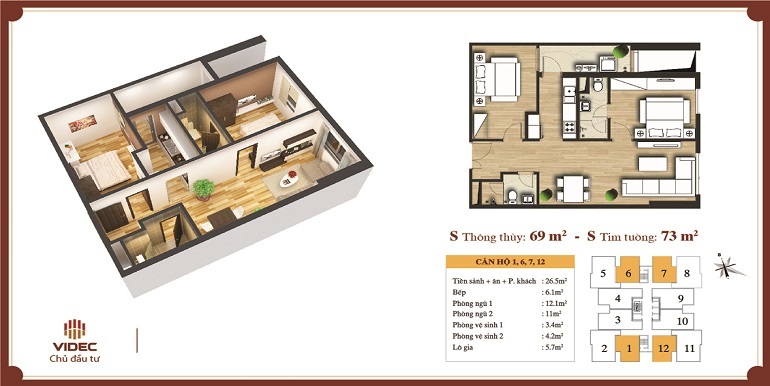 S Thông thủy: 69 m² - S Tim tường: 73 m²
CĂN HỘ 1, 6, 7, 12
Tiền sảnh + ăn + P. khách : 26.5m²
Bếp : 6.1m²
Phòng ngủ 1 : 12.1m²
Phòng ngủ 2 : 11m²
Phòng vệ sinh 1 : 3.4m²
Phòng vệ sinh 2 : 4.2m²
Lô gia : 5.7m²
5 6 7 8
4 9
3 10
2 1 12 11
B
VIDEC
Chủ đầu tư